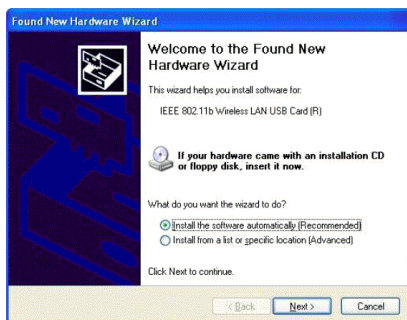 Found New Hardware Wizard
Welcome to the Found New
Hardware Wizard
This wizard helps you install software for:
IEEE 802.11b Wireless LAN USB Card (R)
If your hardware came with an installation CD
or floppy disk, insert it now.
What do you want the wizard to do?
Install the software automatically (Recommended)
Install from a list or specific location (Advanced)
Click Next to continue.
< Back Next > Cancel